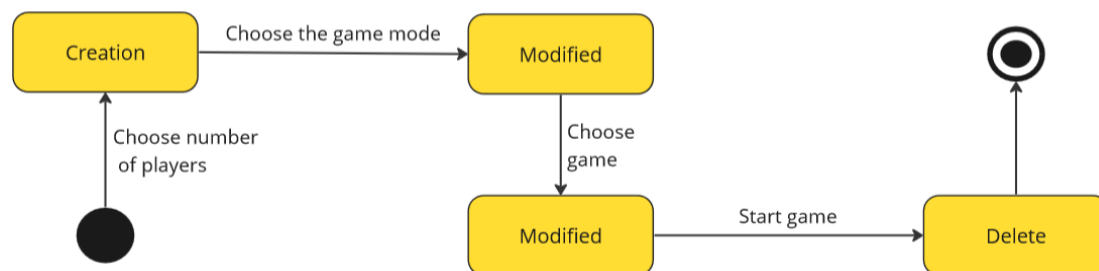 Creation
Choose the game mode
Modified
Choose number
of players
Choose
game
Modified
Start game
Delete